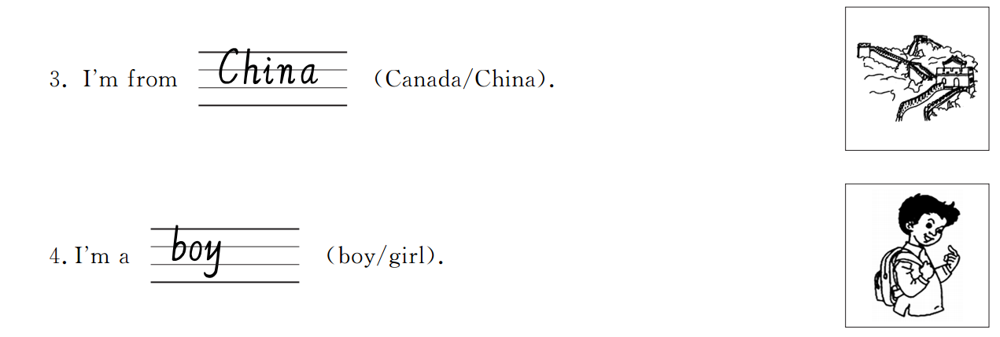 3. I'm from China (Canada/China).
4. I'm a boy (boy/girl).